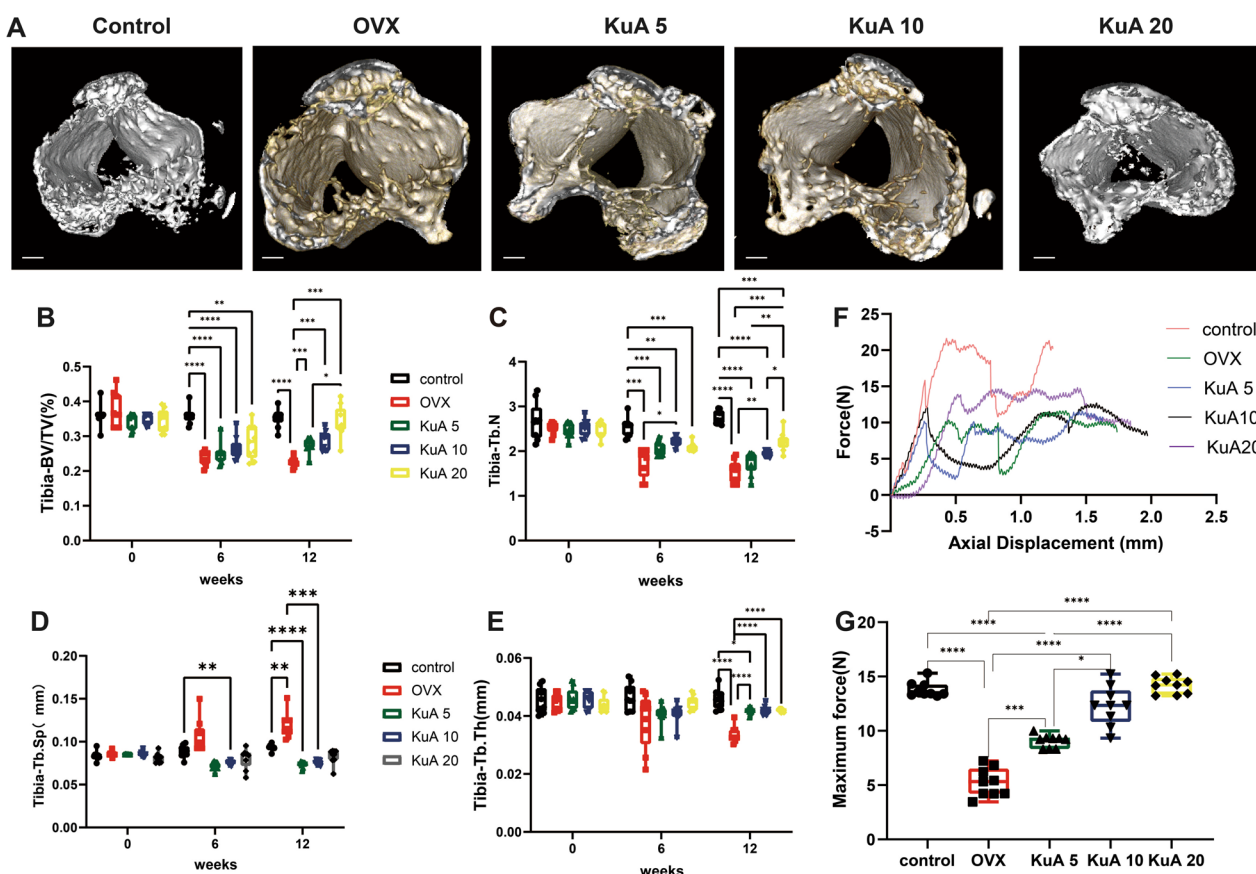 A
Control
OVX
KuA 5
KuA 10
KuA 20
B
Tibia-BV/TV(%)
0.5
0.4
0.3
0.2
0.1
0.0
0
6
12
weeks
**
****
****
****
***
***
***
****
*
control
OVX
KuA 5
KuA 10
KuA 20
C
Tibia-Tb.N
4
3
2
1
0
6
12
weeks
***
**
***
***
*
***
***
**
****
****
****
*
**
F
Force(N)
20
15
10
5
0
-5
0.5
1.0
1.5
2.0
2.5
Axial Displacement (mm)
control
OVX
KuA 5
KuA10
KuA20
D
Tibia-Tb.Sp( mm)
0.20
0.15
0.10
0.05
0.00
0
6
12
weeks
**
***
****
**
control
OVX
KuA 5
KuA 10
KuA 20
E
Tibia-Tb.Th(mm)
0.06
0.04
0.02
0.00
0
6
12
weeks
****
****
*
****
****
G
Maximum force(N)
20
15
10
5
0
****
****
****
****
****
*
***
control
OVX
KuA 5
KuA 10
KuA 20